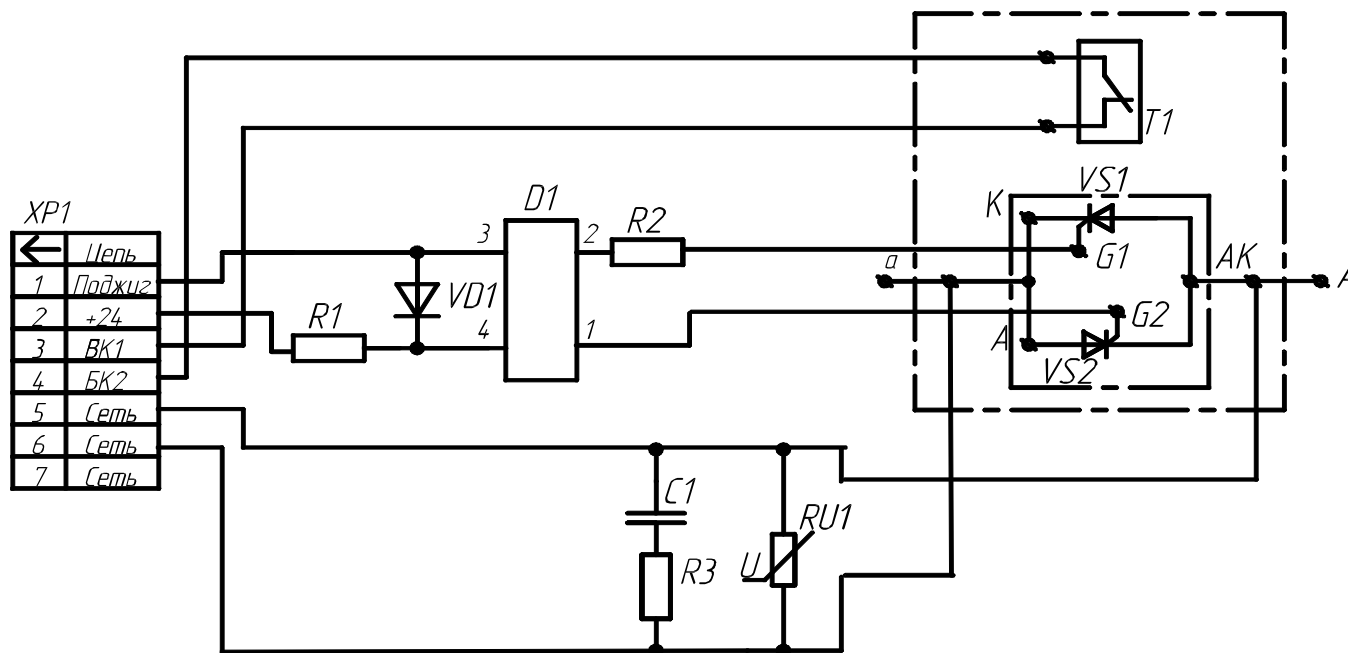 T1
XP1
Цепь
1 Поджиг
2 +24
3 ВК1
4 БК2
5 Сеть
6 Сеть
7 Сеть
D1
3 2
4 1
R2
R1
VD1
K
VS1
G1
a
AK
A
G2
A
VS2
C1
R3
RU1
U